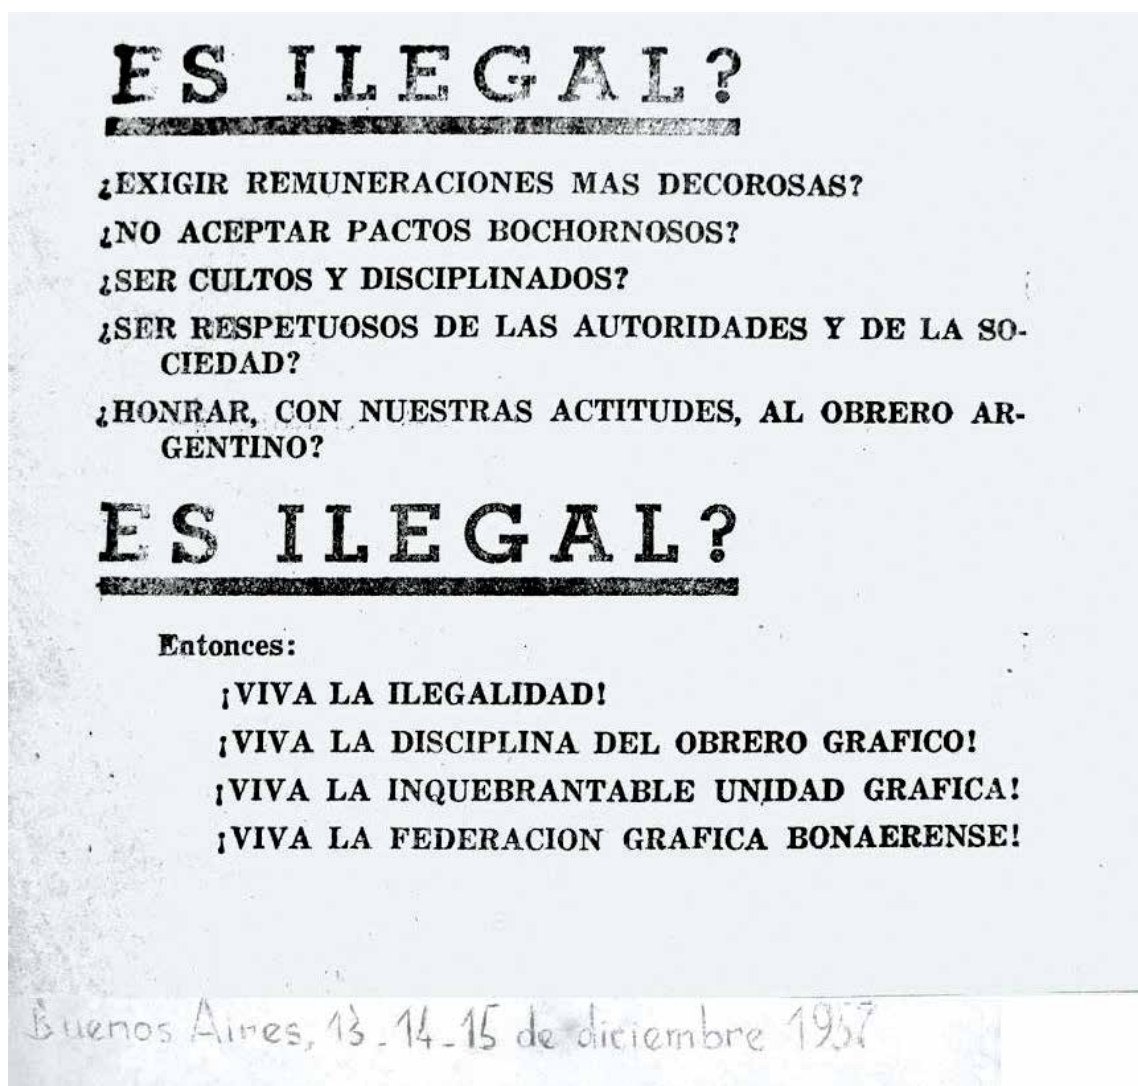 ES ILEGAL?
¿EXIGIR REMUNERACIONES MAS DECOROSAS?
¿NO ACEPTAR PACTOS BOCHORNOSOS?
¿SER CULTOS Y DISCIPLINADOS?
¿SER RESPETUOSOS DE LAS AUTORIDADES Y DE LA SO-
CIEDAD?
¿HONRAR, CON NUESTRAS ACTITUDES, AL OBRERO AR-
GENTINO?
ES ILEGAL?
Entonces:
¡VIVA LA ILEGALIDAD!
¡VIVA LA DISCIPLINA DEL OBRERO GRAFICO!
¡VIVA LA INQUEBRANTABLE UNIDAD GRAFICA!
¡VIVA LA FEDERACION GRAFICA BONAERENSE!
Buenos Aires, 13-14-15 de diciembre 1957